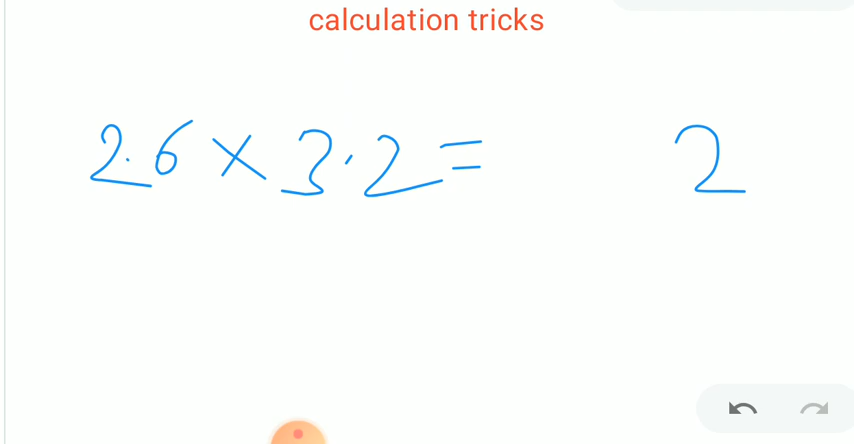 calculation tricks
2.6 × 3.2 = 2